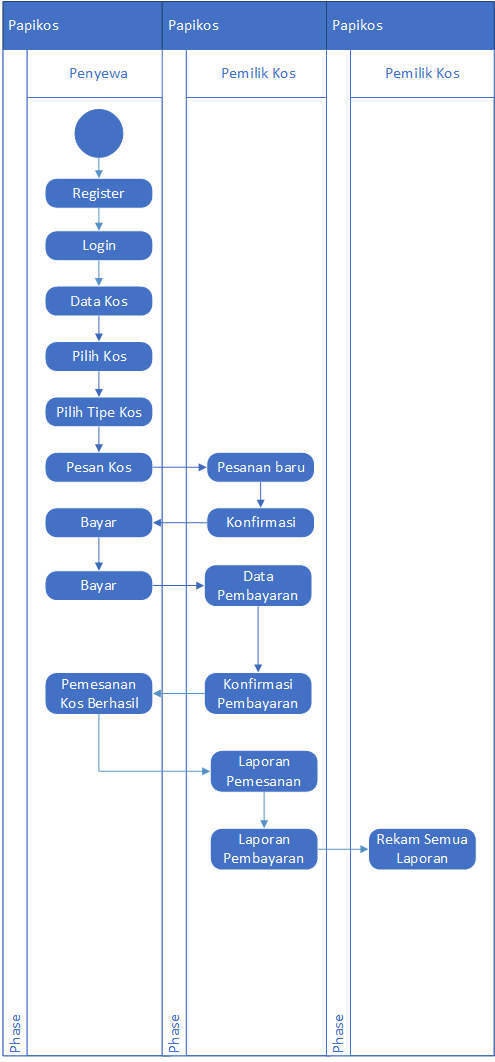 Papikos
Papikos
Papikos
Penyewa
Pemilik Kos
Pemilik Kos
Register
Login
Data Kos
Pilih Kos
Pilih Tipe Kos
Pesan Kos
Pesanan baru
Bayar
Konfirmasi
Bayar
Data
Pembayaran
Pemesanan
Kos Berhasil
Konfirmasi
Pembayaran
Laporan
Pemesanan
Laporan
Pembayaran
Rekam Semua
Laporan
Phase
Phase
Phase